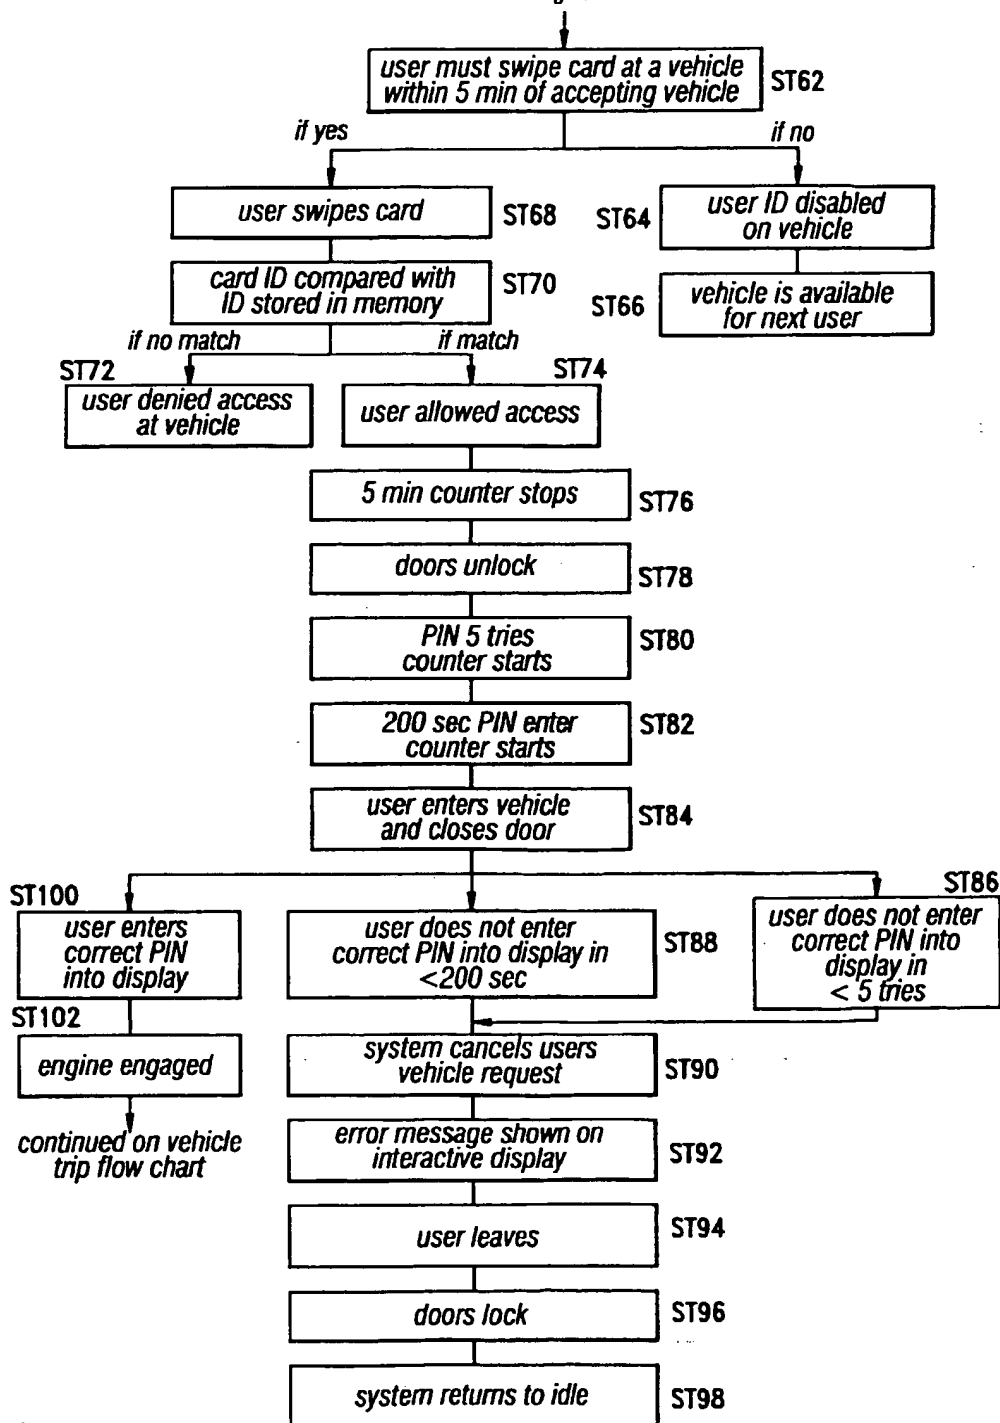 user must swipe card at a vehicle
within 5 min of accepting vehicle
ST62
if yes
if no
user swipes card
ST68
ST64
user ID disabled
on vehicle
card ID compared with
ID stored in memory
ST70
ST66
vehicle is available
for next user
if no match
if match
ST72
ST74
user denied access
at vehicle
user allowed access
5 min counter stops
ST76
doors unlock
ST78
PIN 5 tries
counter starts
ST80
200 sec PIN enter
counter starts
ST82
user enters vehicle
and closes door
ST84
ST100
ST86
user enters
correct PIN
into display
user does not enter
correct PIN into display in
<200 sec
ST88
user does not enter
correct PIN into
display in
< 5 tries
ST102
engine engaged
system cancels users
vehicle request
ST90
continued on vehicle
trip flow chart
error message shown on
interactive display
ST92
user leaves
ST94
doors lock
ST96
system returns to idle
ST98